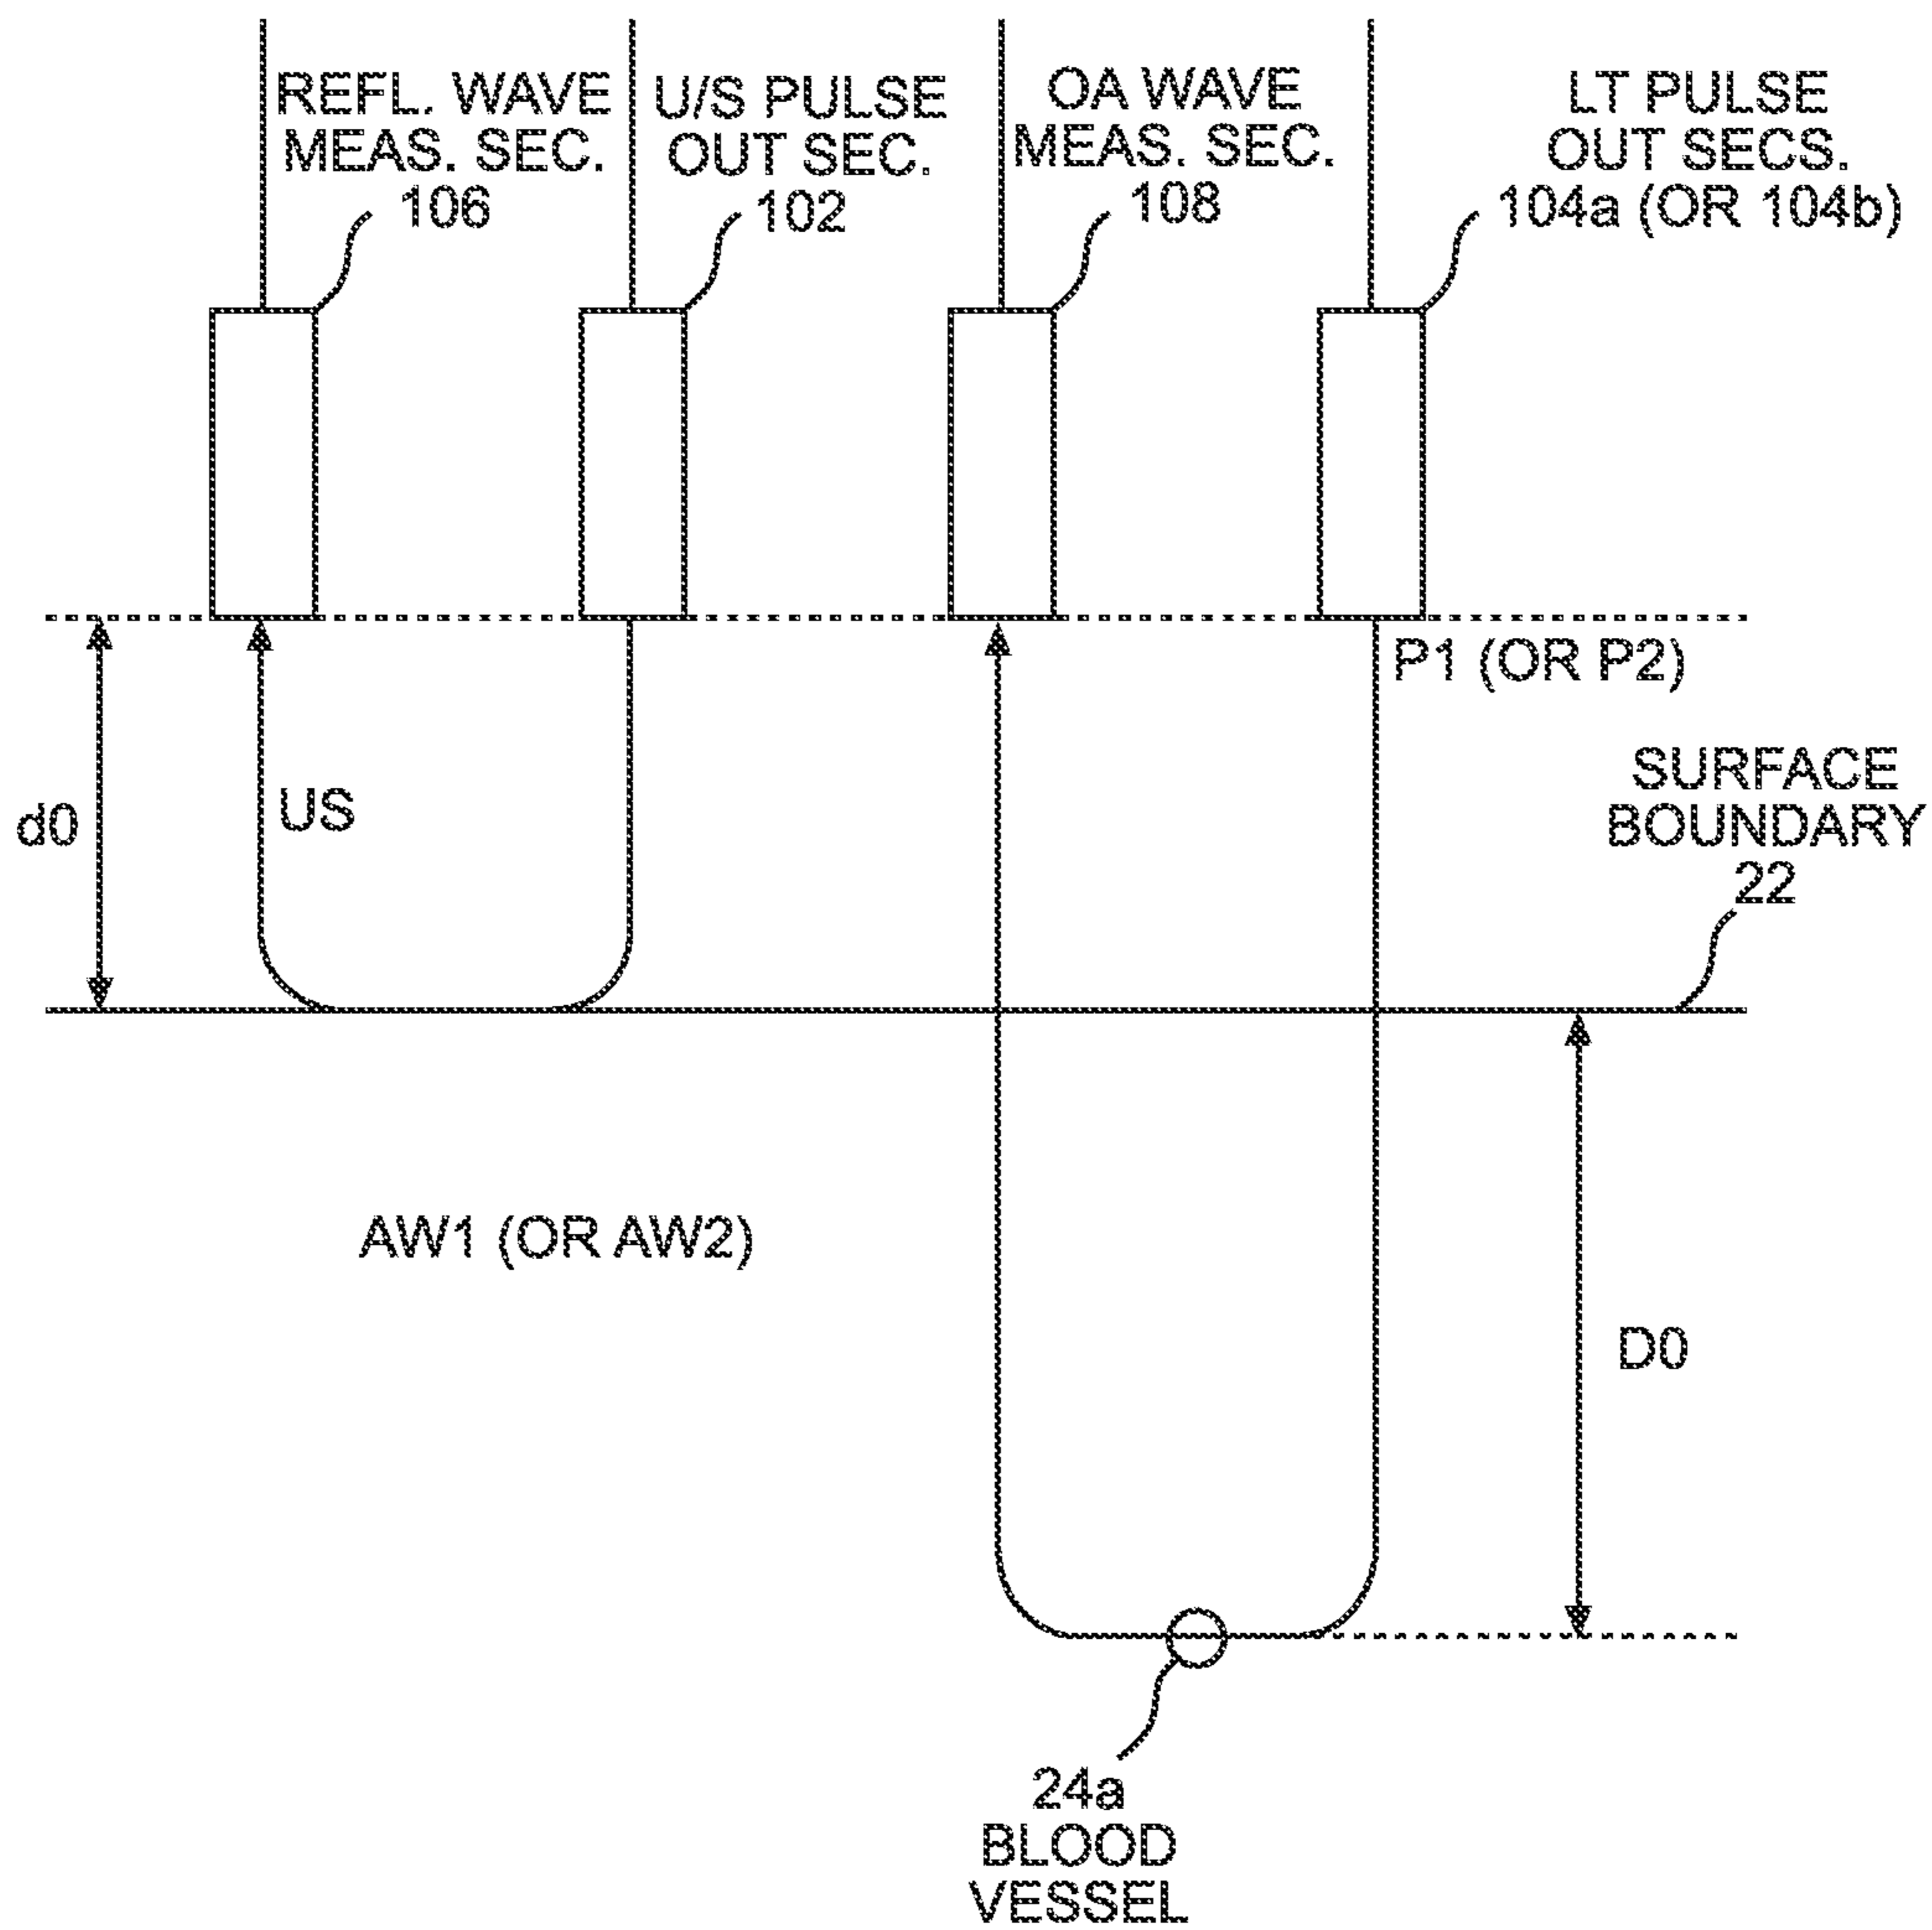 REFL. WAVE
MEAS. SEC.
106
U/S PULSE
OUT SEC.
102
OA WAVE
MEAS. SEC.
108
LT PULSE
OUT SECS.
104a (OR 104b)
P1 (OR P2)
d0
US
SURFACE
BOUNDARY
22
AW1 (OR AW2)
D0
24a
BLOOD
VESSEL